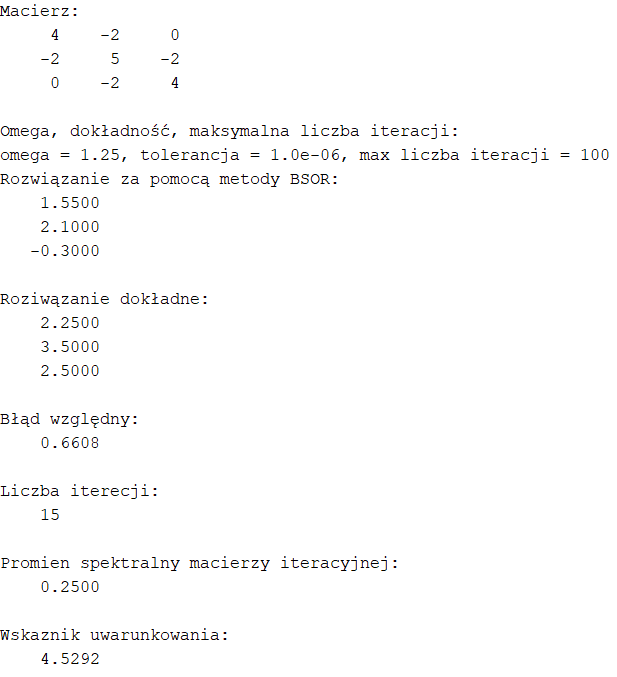 Macierz:
4 -2 0
-2 5 -2
0 -2 4
Omega, dokładność, maksymalna liczba iteracji:
omega = 1.25, tolerancja = 1.0e-06, max liczba iteracji = 100
Rozwiązanie za pomocą metody BSOR:
1.5500
2.1000
-0.3000
Roziwązanie dokładne:
2.2500
3.5000
2.5000
Błąd względny:
0.6608
Liczba iterecji:
15
Promien spektralny macierzy iteracyjnej:
0.2500
Wskaznik uwarunkowania:
4.5292